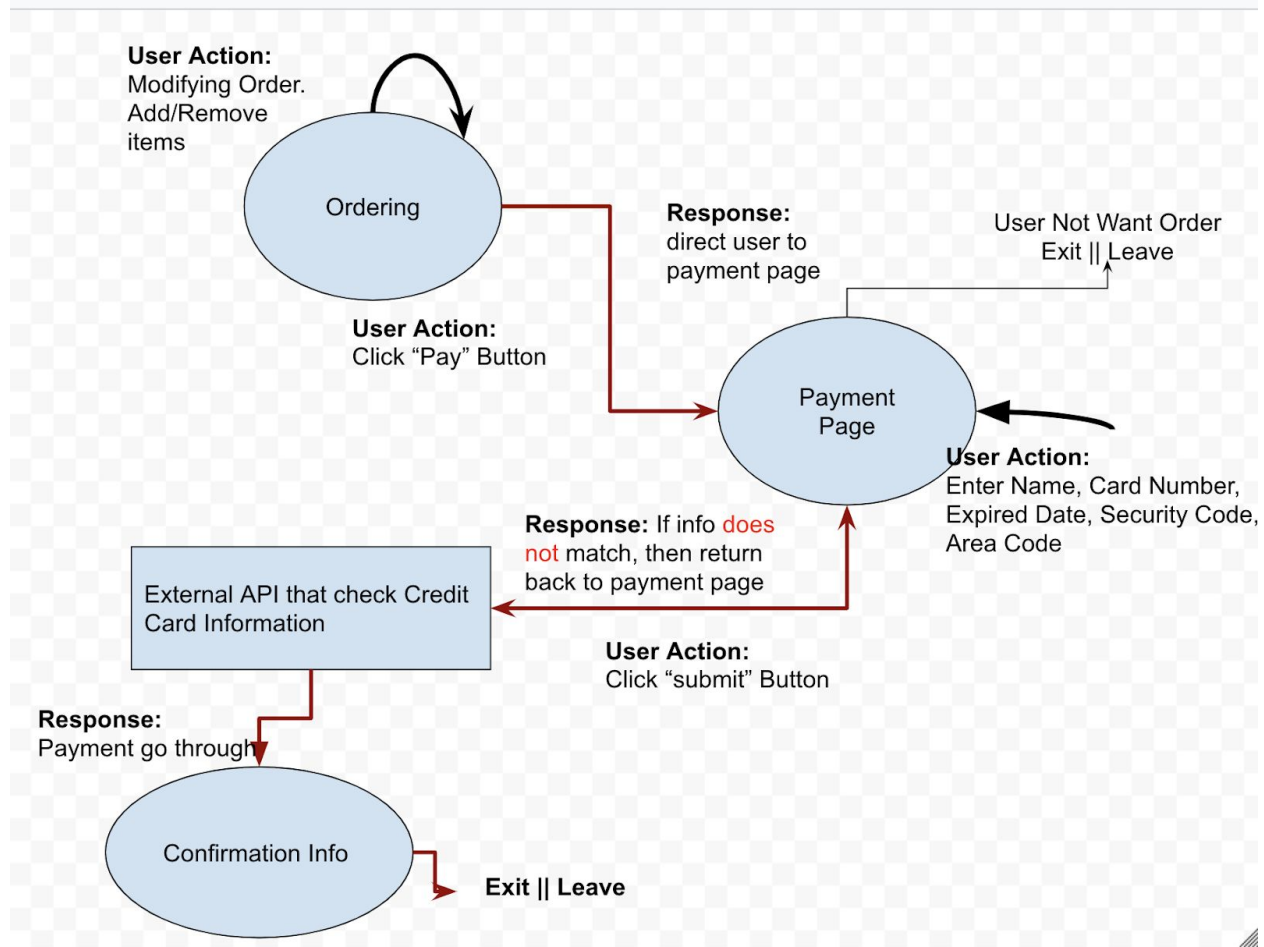 User Action:
Modifying Order.
Add/Remove
items
Ordering
User Action:
Click “Pay” Button
Response:
direct user to
payment page
User Not Want Order
Exit || Leave
Payment
Page
User Action:
Enter Name, Card Number,
Expired Date, Security Code,
Area Code
Response: If info does
not match, then return
back to payment page
External API that check Credit
Card Information
User Action:
Click “submit” Button
Response:
Payment go through
Confirmation Info
Exit || Leave